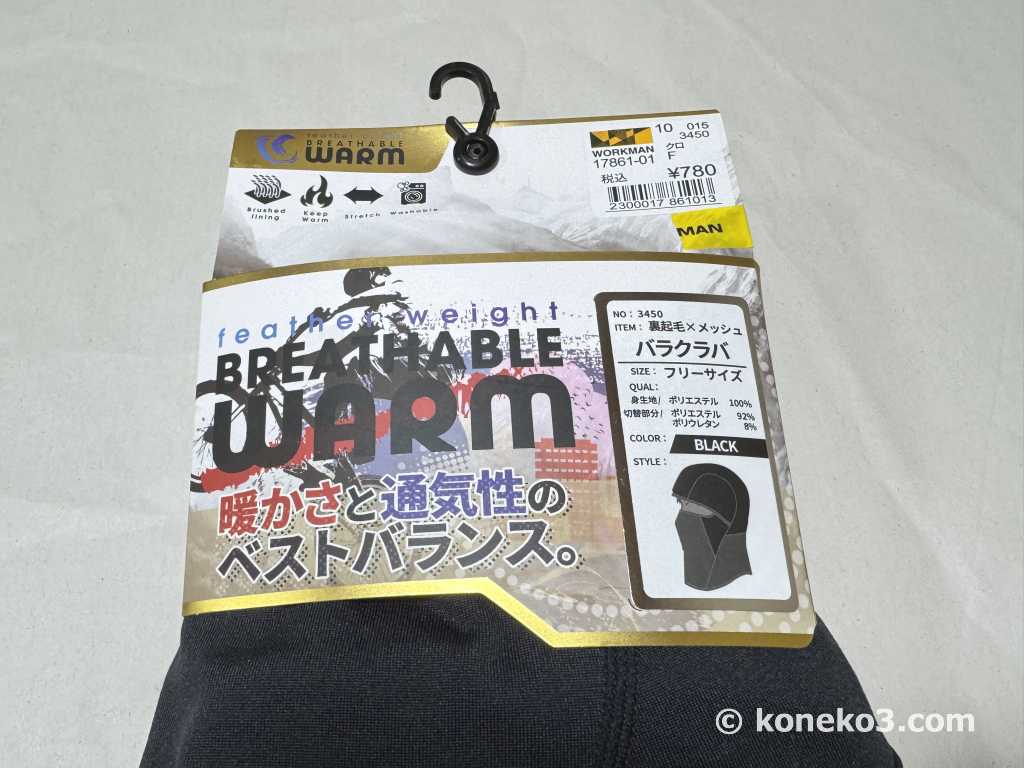 feather
BREATHABLE
WARM
Brushed
lining
Keep
Warm
Stretch
Washable
WORKMAN
10 015
3450
クロ
17861-01 F
税込 ¥780
2300017 861013
MAN
feather weight
BREATHABLE
WARM
暖かさと通気性の
ベストバランス。
NO : 3450
ITEM : 裏起毛×メッシュ
バラクラバ
SIZE : フリーサイズ
QUAL :
身生地/ ポリエステル 100%
切替部分/ ポリエステル 92%
ポリウレタン 8%
COLOR : BLACK
STYLE :
© koneko3.com